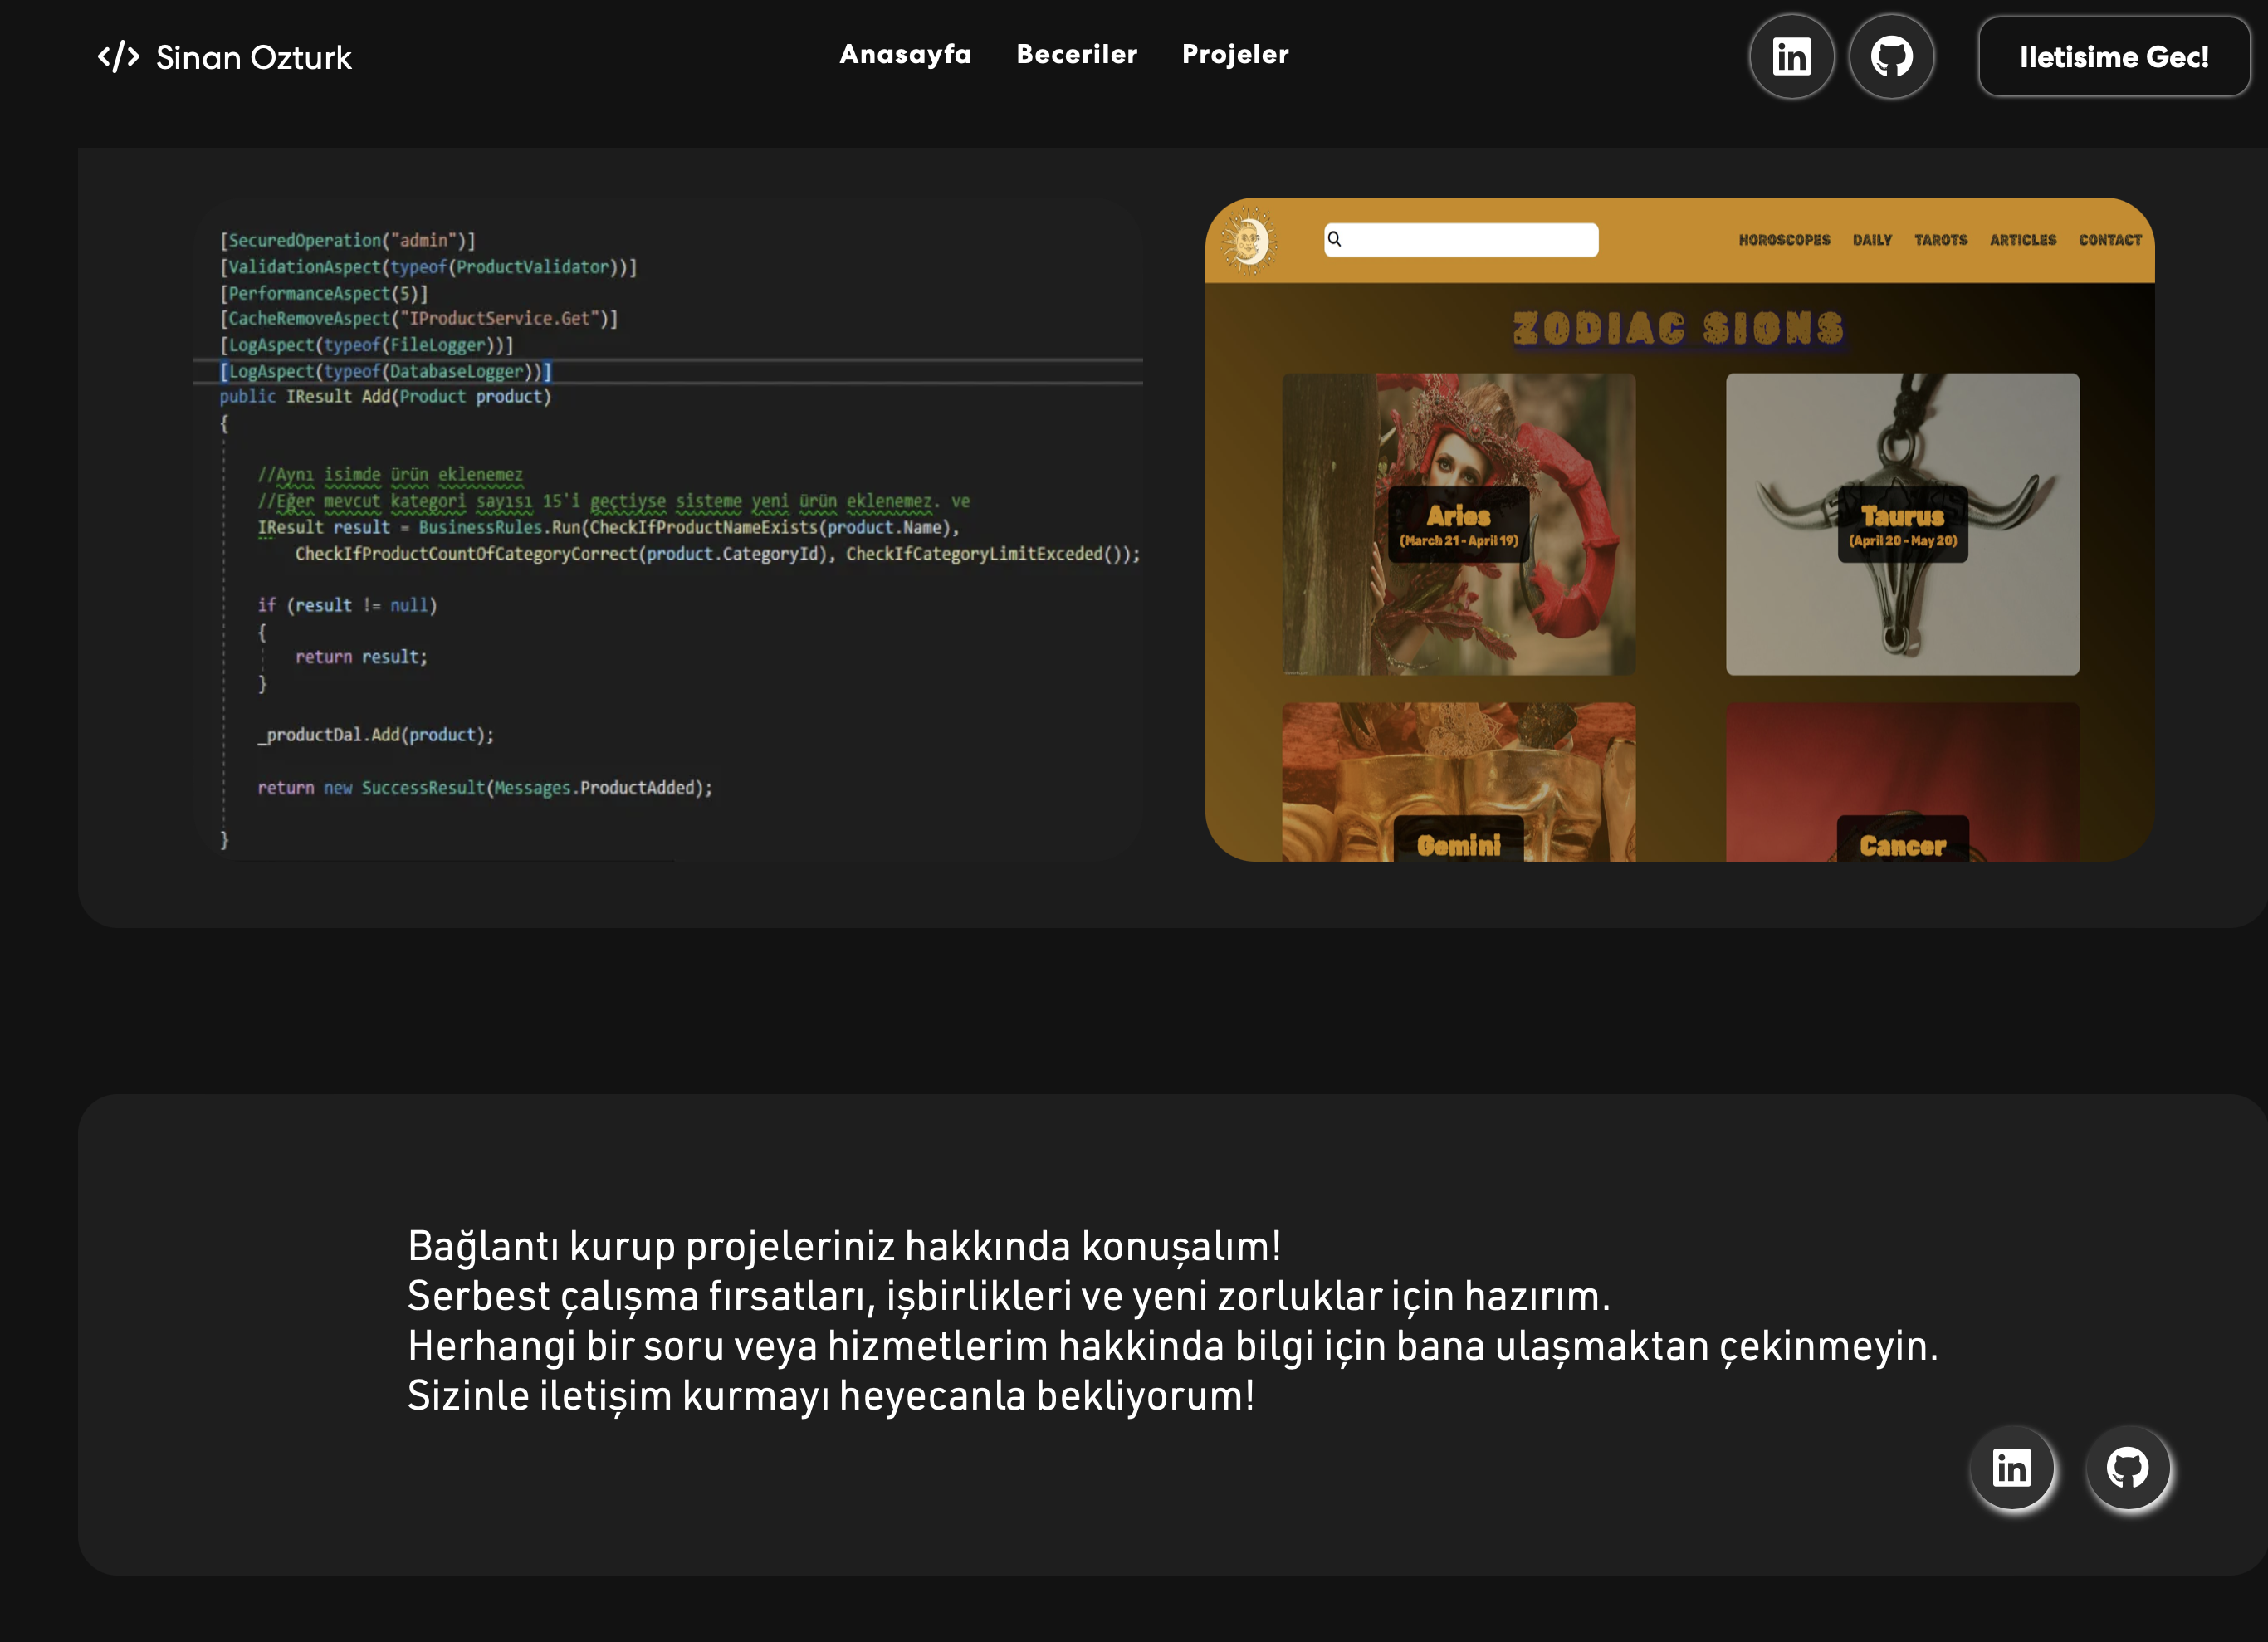 </> Sinan Ozturk
Anasayfa Beceriler Projeler
in
Iletisime Gec!
[SecuredOperation("admin")]
[ValidationAspect(typeof(ProductValidator))]
[PerformanceAspect(5)]
[CacheRemoveAspect("IProductService.Get")]
[LogAspect(typeof(FileLogger))]
[LogAspect(typeof(DatabaseLogger))]
public IResult Add(Product product)
{
//Aynı isimde ürün eklenemez
//Eğer mevcut kategori sayısı 15'i geçtiyse sisteme yeni ürün eklenemez. ve
IResult result = BusinessRules.Run(CheckIfProductNameExists(product.Name),
CheckIfProductCountOfCategoryCorrect(product.CategoryId), CheckIfCategoryLimitExceded());
if (result != null)
{
return result;
}
_productDal.Add(product);
return new SuccessResult(Messages.ProductAdded);
}
HOROSCOPES DAILY TAROTS ARTICLES CONTACT
ZODIAC SIGNS
Aries
(March 21 - April 19)
Taurus
(April 20 - May 20)
Gemini
Cancer
Bağlantı kurup projeleriniz hakkında konuşalım!
Serbest çalışma fırsatları, işbirlikleri ve yeni zorluklar için hazırım.
Herhangi bir soru veya hizmetlerim hakkinda bilgi için bana ulaşmaktan çekinmeyin.
Sizinle iletişim kurmayı heyecanla bekliyorum!
in